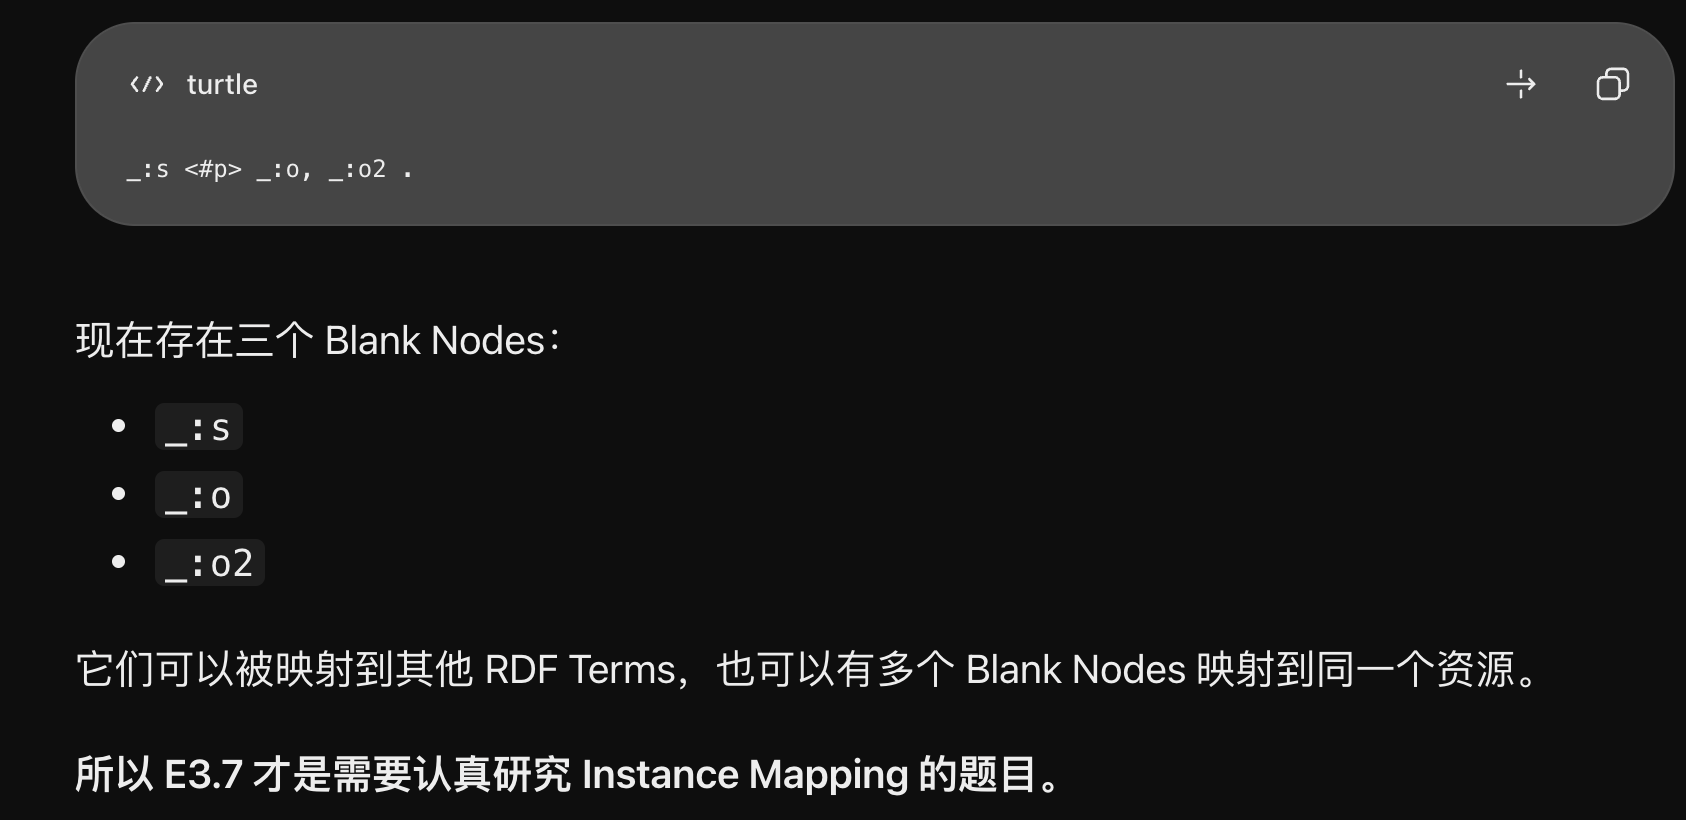 turtle
_:s <#p> _:o, _:o2 .
现在存在三个 Blank Nodes：
• _:s
• _:o
• _:o2
它们可以被映射到其他 RDF Terms，也可以有多个 Blank Nodes 映射到同一个资源。
所以 E3.7 才是需要认真研究 Instance Mapping 的题目。